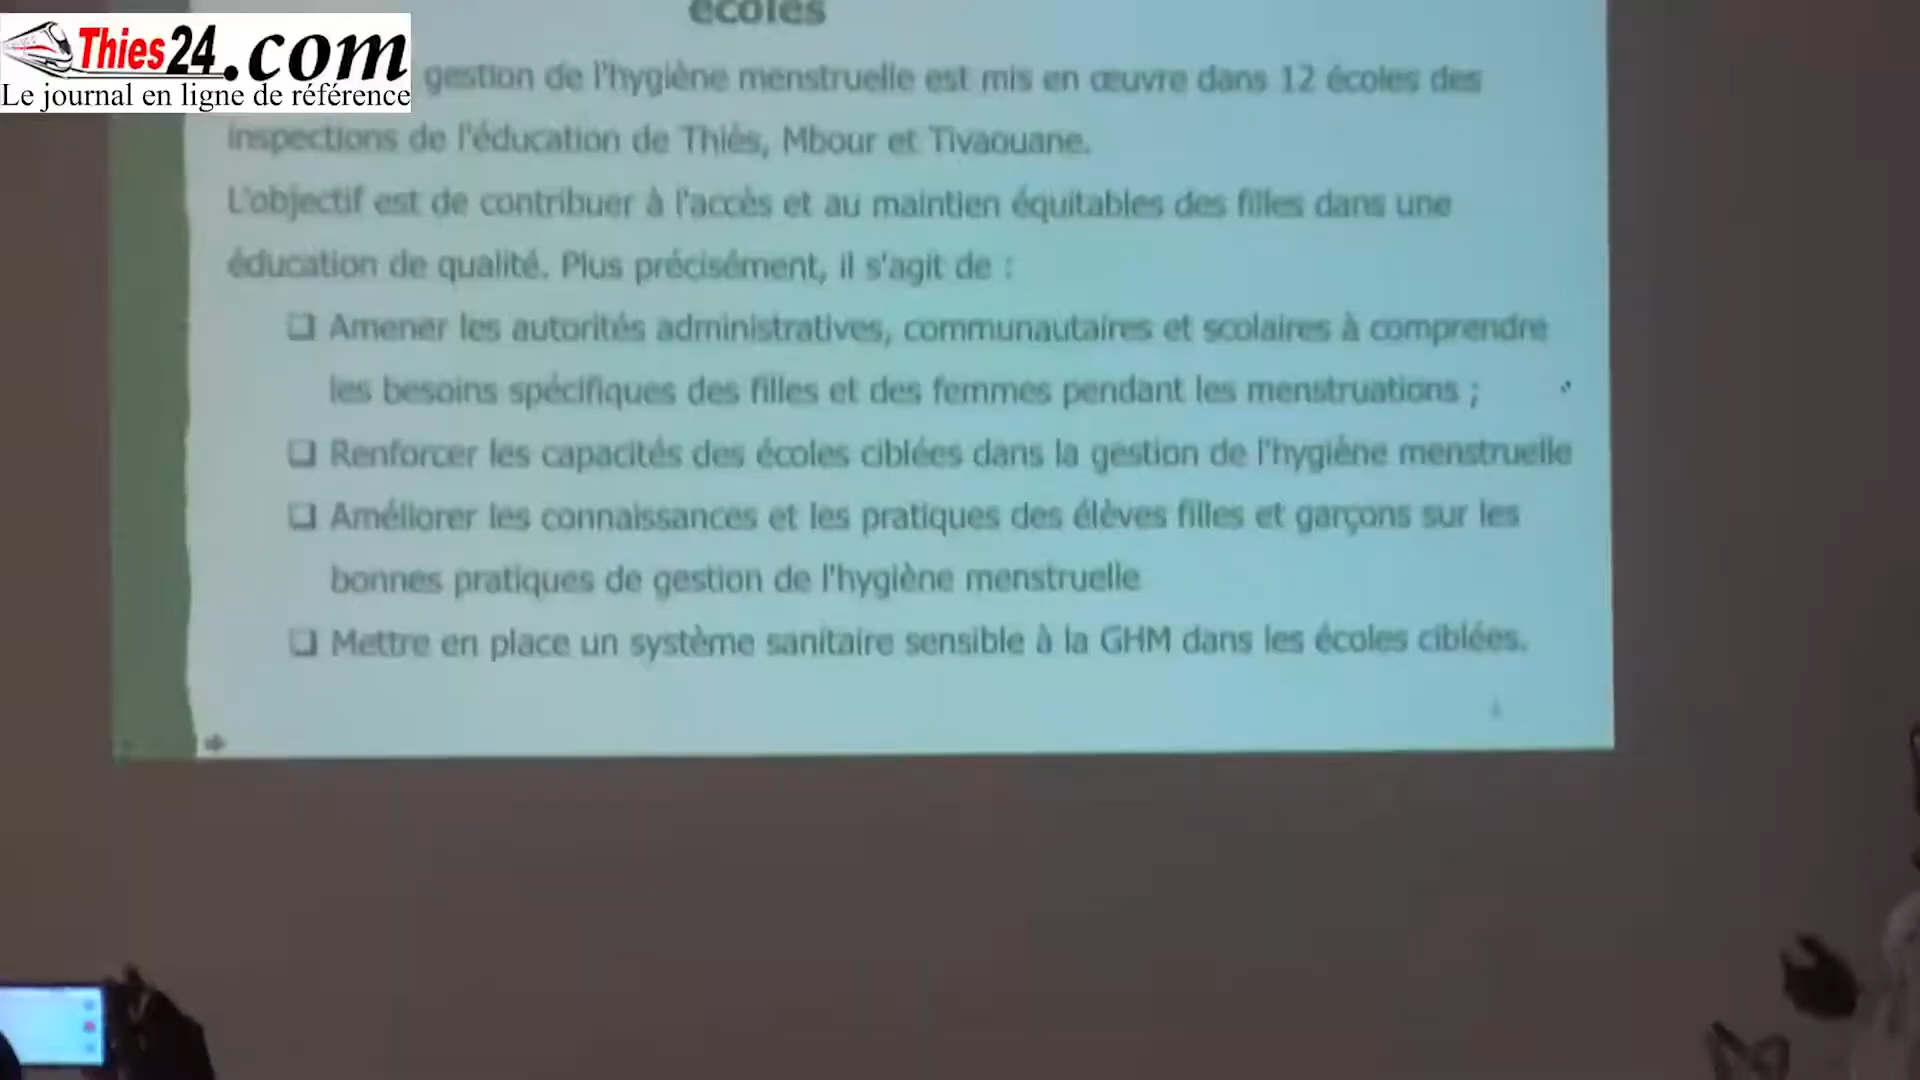 écoles
Thies24.com
Le journal en ligne de référence
gestion de l'hygiène menstruelle est mis en œuvre dans 12 écoles des
inspections de l'éducation de Thiès, Mbour et Tivaouane.
L'objectif est de contribuer à l'accès et au maintien équitables des filles dans une
éducation de qualité. Plus précisément, il s'agit de :
❑ Amener les autorités administratives, communautaires et scolaires à comprendre
les besoins spécifiques des filles et des femmes pendant les menstruations ;
❑ Renforcer les capacités des écoles ciblées dans la gestion de l'hygiène menstruelle
❑ Améliorer les connaissances et les pratiques des élèves filles et garçons sur les
bonnes pratiques de gestion de l'hygiène menstruelle
❑ Mettre en place un système sanitaire sensible à la GHM dans les écoles ciblées.